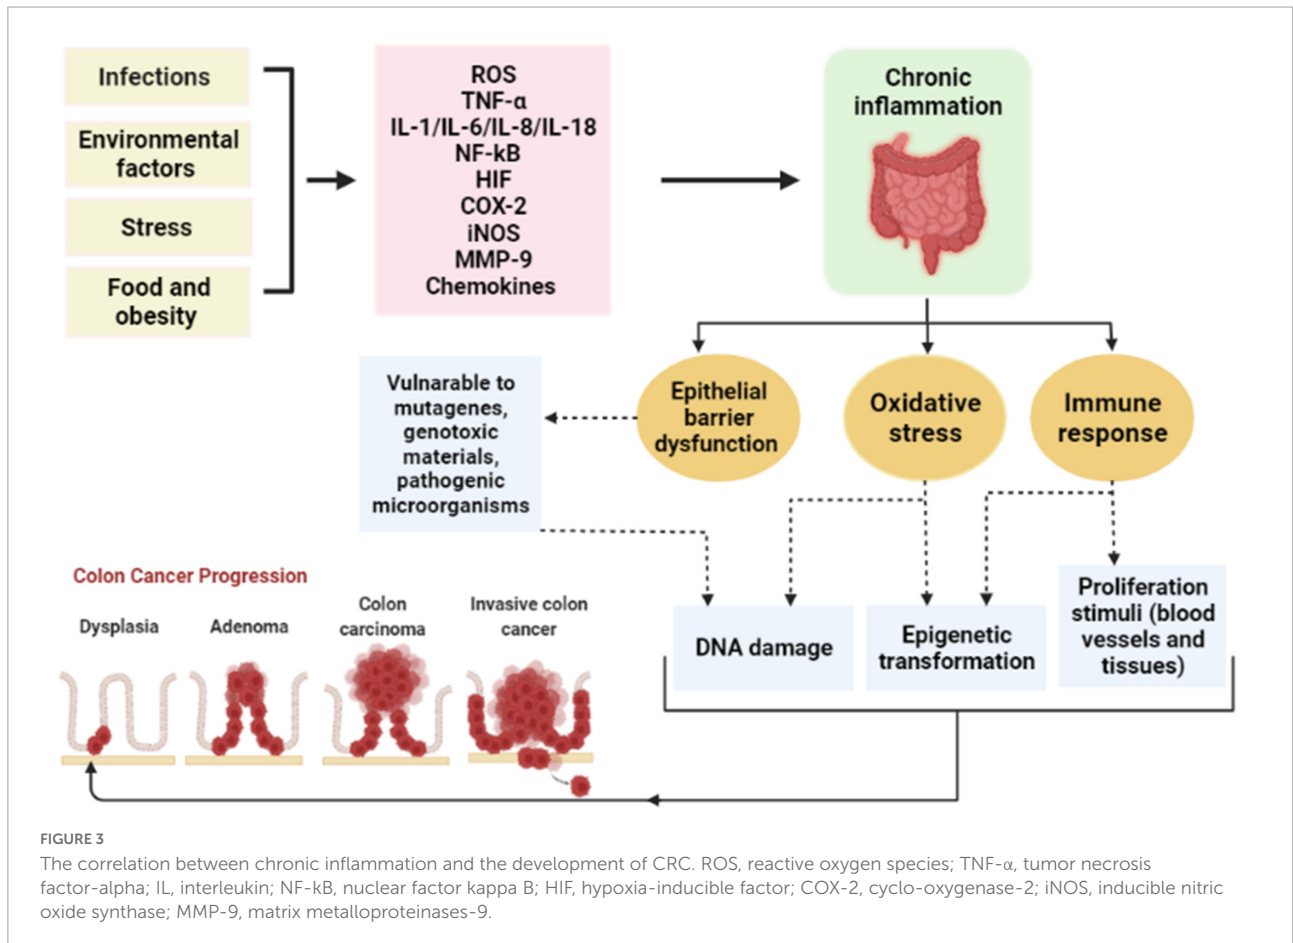 Infections
Environmental
factors
Stress
Food and
obesity
ROS
TNF-α
IL-1/IL-6/IL-8/IL-18
NF-kB
HIF
COX-2
iNOS
MMP-9
Chemokines
Chronic
inflammation
Epithelial
barrier
dysfunction
Oxidative
stress
Immune
response
Vulnarable to
mutagenes,
genotoxic
materials,
pathogenic
microorganisms
DNA damage
Epigenetic
transformation
Proliferation
stimuli (blood
vessels and
tissues)
Colon Cancer Progression
Dysplasia
Adenoma
Colon
carcinoma
Invasive colon
cancer
FIGURE 3
The correlation between chronic inflammation and the development of CRC. ROS, reactive oxygen species; TNF-α, tumor necrosis
factor-alpha; IL, interleukin; NF-kB, nuclear factor kappa B; HIF, hypoxia-inducible factor; COX-2, cyclo-oxygenase-2; iNOS, inducible nitric
oxide synthase; MMP-9, matrix metalloproteinases-9.